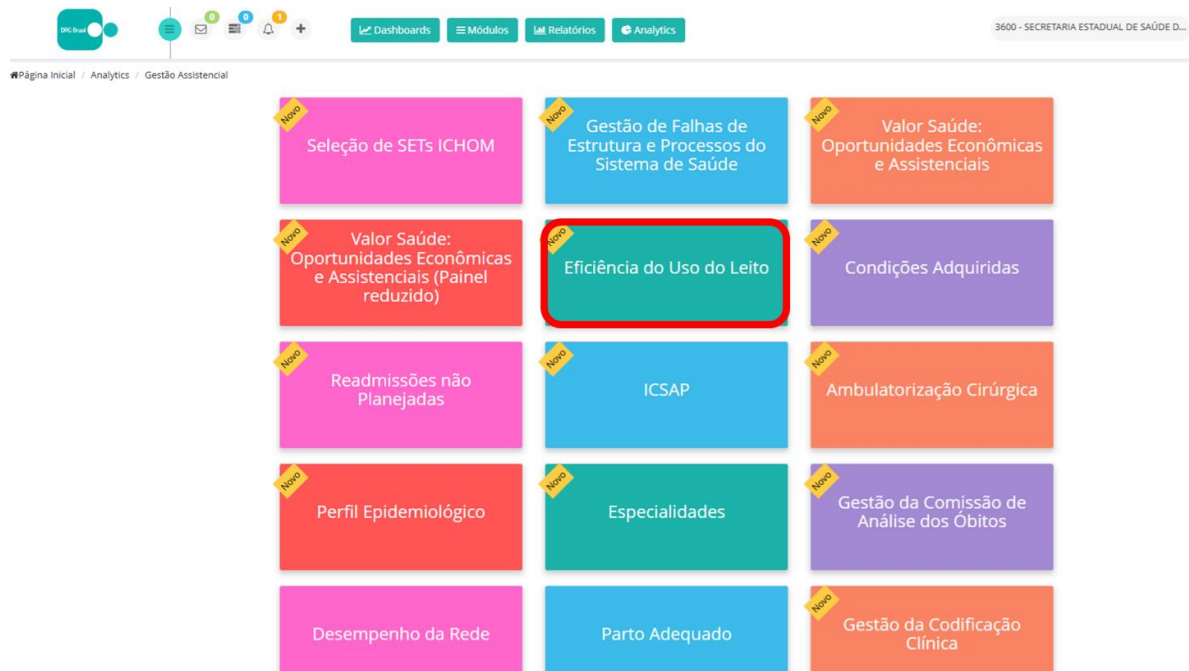 DRG Brasil
0
0
1
Dashboards
Módulos
Relatórios
Analytics
3600 - SECRETARIA ESTADUAL DE SAÚDE D...
Página Inicial / Analytics / Gestão Assistencial
Novo
Seleção de SETs ICHOM
Novo
Gestão de Falhas de
Estrutura e Processos do
Sistema de Saúde
Novo
Valor Saúde:
Oportunidades Econômicas
e Assistenciais
Novo
Valor Saúde:
Oportunidades Econômicas
e Assistenciais (Painel
reduzido)
Novo
Eficiência do Uso do Leito
Novo
Condições Adquiridas
Novo
Readmissões não
Planejadas
Novo
ICSAP
Novo
Ambulatorização Cirúrgica
Novo
Perfil Epidemiológico
Novo
Especialidades
Novo
Gestão da Comissão de
Análise dos Óbitos
Desempenho da Rede
Parto Adequado
Novo
Gestão da Codificação
Clínica